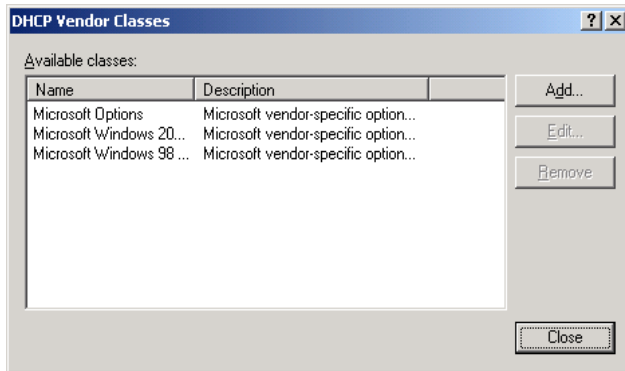 DHCP Vendor Classes
Available classes:
Name Description
Add...
Microsoft Options Microsoft vendor-specific option...
Microsoft Windows 20... Microsoft vendor-specific option...
Edit...
Microsoft Windows 98 ... Microsoft vendor-specific option...
Remove
Close